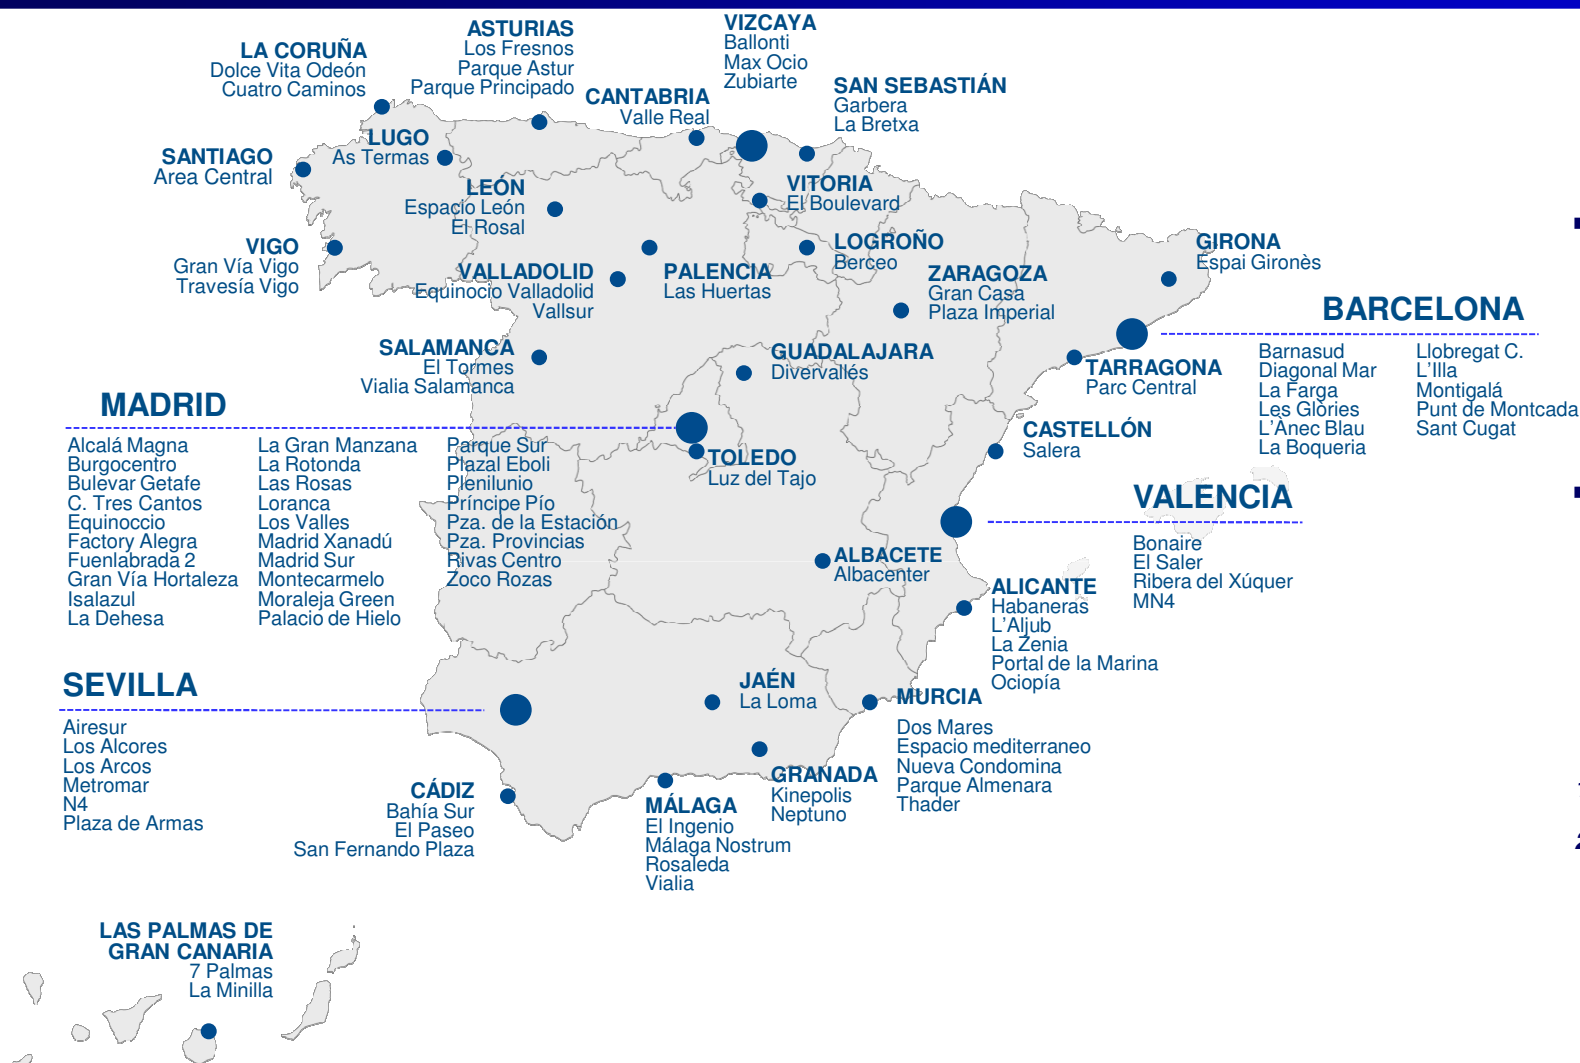 ASTURIAS
Los Fresnos
Parque Astur
Parque Principado
VIZCAYA
Ballonti
Max Ocio
Zubiarte
LA CORUÑA
Dolce Vita Odeón
Cuatro Caminos
CANTABRIA
Valle Real
SAN SEBASTIÁN
Garbera
La Bretxa
LUGO
As Termas
SANTIAGO
Area Central
LEÓN
Espacio León
El Rosal
VITORIA
El Boulevard
VIGO
Gran Vía Vigo
Travesía Vigo
VALLADOLID
Equinocio Valladolid
Vallsur
PALENCIA
Las Huertas
LOGROÑO
Berceo
ZARAGOZA
Gran Casa
Plaza Imperial
GIRONA
Espai Gironès
BARCELONA
Barnasud
Diagonal Mar
La Farga
Les Glòries
L'Ànec Blau
La Boqueria
Llobregat C.
L'Illa
Montigalá
Punt de Montcada
Sant Cugat
SALAMANCA
El Tormes
Vialia Salamanca
GUADALAJARA
Divervallés
TARRAGONA
Parc Central
MADRID
Alcalá Magna
Burgocentro
Bulevar Getafe
C. Tres Cantos
Equinoccio
Factory Alegra
Fuenlabrada 2
Gran Vía Hortaleza
Isalazul
La Dehesa
La Gran Manzana
La Rotonda
Las Rosas
Loranca
Los Valles
Madrid Xanadú
Madrid Sur
Montecarmelo
Moraleja Green
Palacio de Hielo
Parque Sur
Plazal Eboli
Plenilunio
Príncipe Pío
Pza. de la Estación
Pza. Provincias
Rivas Centro
Zoco Rozas
TOLEDO
Luz del Tajo
CASTELLÓN
Salera
VALENCIA
Bonaire
El Saler
Ribera del Xúquer
MN4
ALBACETE
Albacenter
ALICANTE
Habaneras
L'Aljub
La Zenia
Portal de la Marina
Ociopía
SEVILLA
Airesur
Los Alcores
Los Arcos
Metromar
N4
Plaza de Armas
JAÉN
La Loma
MURCIA
Dos Mares
Espacio mediterraneo
Nueva Condomina
Parque Almenara
Thader
CÁDIZ
Bahía Sur
El Paseo
San Fernando Plaza
MÁLAGA
El Ingenio
Málaga Nostrum
Rosaleda
Vialia
GRANADA
Kinepolis
Neptuno
LAS PALMAS DE
GRAN CANARIA
7 Palmas
La Minilla